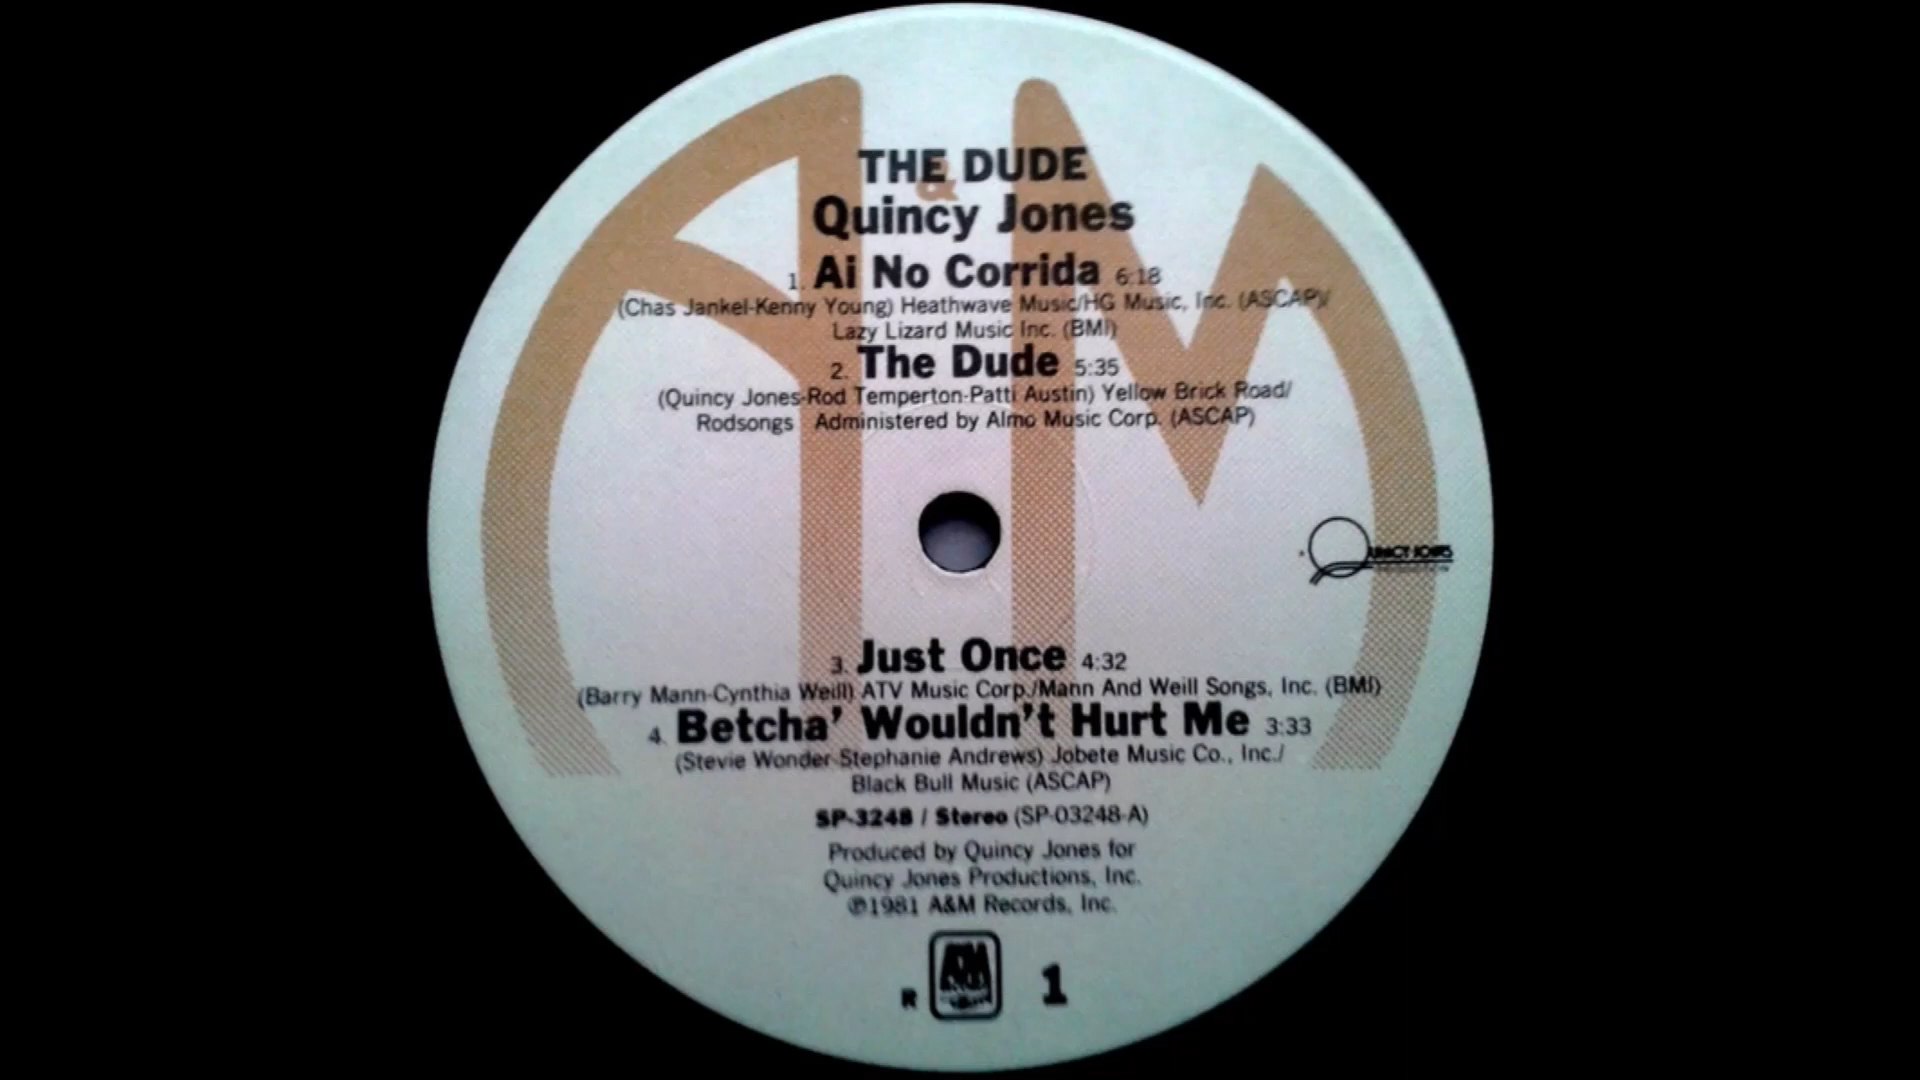 THE DUDE
&
Quincy Jones
1. Ai No Corrida 6:18
(Chas Jankel-Kenny Young) Heathwave Music/HG Music, Inc. (ASCAP)/
Lazy Lizard Music Inc. (BMI)
2. The Dude 5:35
(Quincy Jones-Rod Temperton-Patti Austin) Yellow Brick Road/
Rodsongs Administered by Almo Music Corp. (ASCAP)
QUINCY JONES
3. Just Once 4:32
(Barry Mann-Cynthia Weill) ATV Music Corp./Mann And Weill Songs, Inc. (BMI)
4. Betcha' Wouldn't Hurt Me 3:33
(Stevie Wonder-Stephanie Andrews) Jobete Music Co., Inc./
Black Bull Music (ASCAP)
SP-3248 / Stereo (SP-03248-A)
Produced by Quincy Jones for
Quincy Jones Productions, Inc.
℗1981 A&M Records, Inc.
R A&M 1